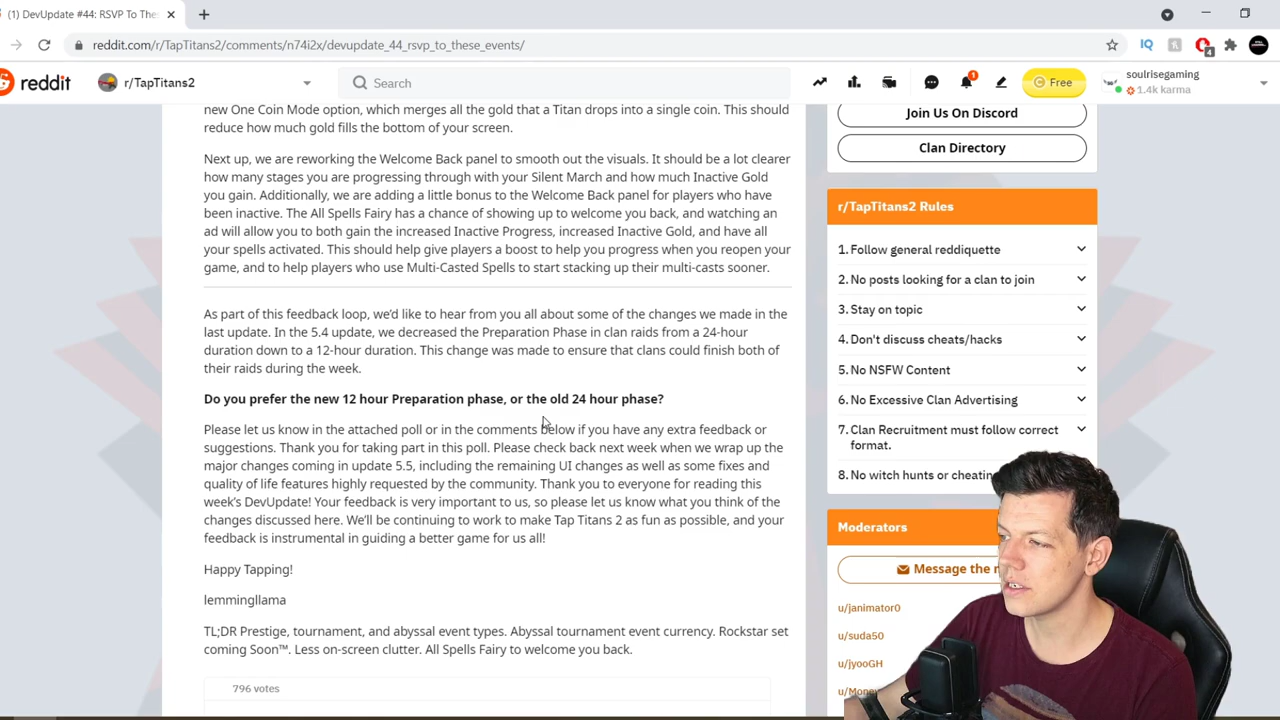 (1) DevUpdate #44: RSVP To The
reddit.com/r/TapTitans2/comments/n74i2x/devupdate_44_rsvp_to_these_events/
IQ
4
reddit
r/TapTitans2
Search
1
Free
soulrisegaming
1.4k karma
new One Coin Mode option, which merges all the gold that a Titan drops into a single coin. This should
reduce how much gold fills the bottom of your screen.
Next up, we are reworking the Welcome Back panel to smooth out the visuals. It should be a lot clearer
how many stages you are progressing through with your Silent March and how much Inactive Gold
you gain. Additionally, we are adding a little bonus to the Welcome Back panel for players who have
been inactive. The All Spells Fairy has a chance of showing up to welcome you back, and watching an
ad will allow you to both gain the increased Inactive Progress, increased Inactive Gold, and have all
your spells activated. This should help give players a boost to help you progress when you reopen your
game, and to help players who use Multi-Casted Spells to start stacking up their multi-casts sooner.
As part of this feedback loop, we'd like to hear from you all about some of the changes we made in the
last update. In the 5.4 update, we decreased the Preparation Phase in clan raids from a 24-hour
duration down to a 12-hour duration. This change was made to ensure that clans could finish both of
their raids during the week.
Do you prefer the new 12 hour Preparation phase, or the old 24 hour phase?
Please let us know in the attached poll or in the comments below if you have any extra feedback or
suggestions. Thank you for taking part in this poll. Please check back next week when we wrap up the
major changes coming in update 5.5, including the remaining UI changes as well as some fixes and
quality of life features highly requested by the community. Thank you to everyone for reading this
week's DevUpdate! Your feedback is very important to us, so please let us know what you think of the
changes discussed here. We'll be continuing to work to make Tap Titans 2 as fun as possible, and your
feedback is instrumental in guiding a better game for us all!
Happy Tapping!
lemmingllama
TL;DR Prestige, tournament, and abyssal event types. Abyssal tournament event currency. Rockstar set
coming Soon™. Less on-screen clutter. All Spells Fairy to welcome you back.
796 votes
Join Us On Discord
Clan Directory
r/TapTitans2 Rules
1. Follow general reddiquette
2. No posts looking for a clan to join
3. Stay on topic
4. Don't discuss cheats/hacks
5. No NSFW Content
6. No Excessive Clan Advertising
7. Clan Recruitment must follow correct
format.
8. No witch hunts or cheatin
Moderators
Message the m
u/janimator0
u/suda50
u/jyooGH
u/Mone